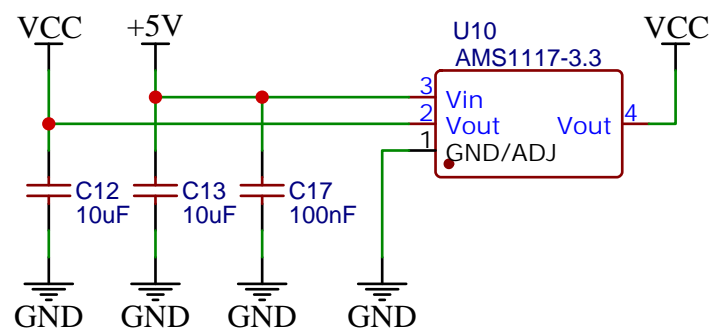 VCC
+5V
U10
AMS1117-3.3
VCC
3
Vin
2
Vout
Vout
4
1
GND/ADJ
C12
10uF
C13
10uF
C17
100nF
GND
GND
GND
GND